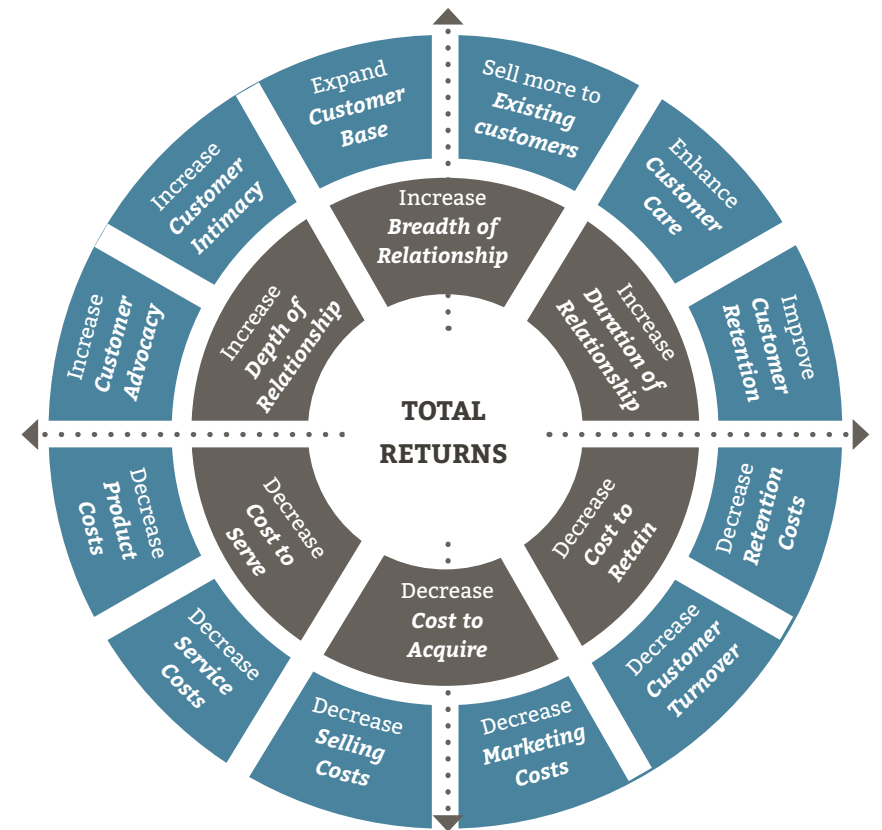 Expand
Customer
Base
Sell more to
Existing
customers
Enhance
Customer
Care
Improve
Customer
Retention
Decrease
Retention
Costs
Decrease
Customer
Turnover
Decrease
Marketing
Costs
Decrease
Selling
Costs
Decrease
Service
Costs
Decrease
Product
Costs
Increase
Customer
Advocacy
Increase
Customer
Intimacy
Increase
Breadth of
Relationship
Increase
Duration of
Relationship
Decrease
Cost to
Retain
Decrease
Cost to
Acquire
Decrease
Cost to
Serve
Increase
Depth of
Relationship
TOTAL
RETURNS